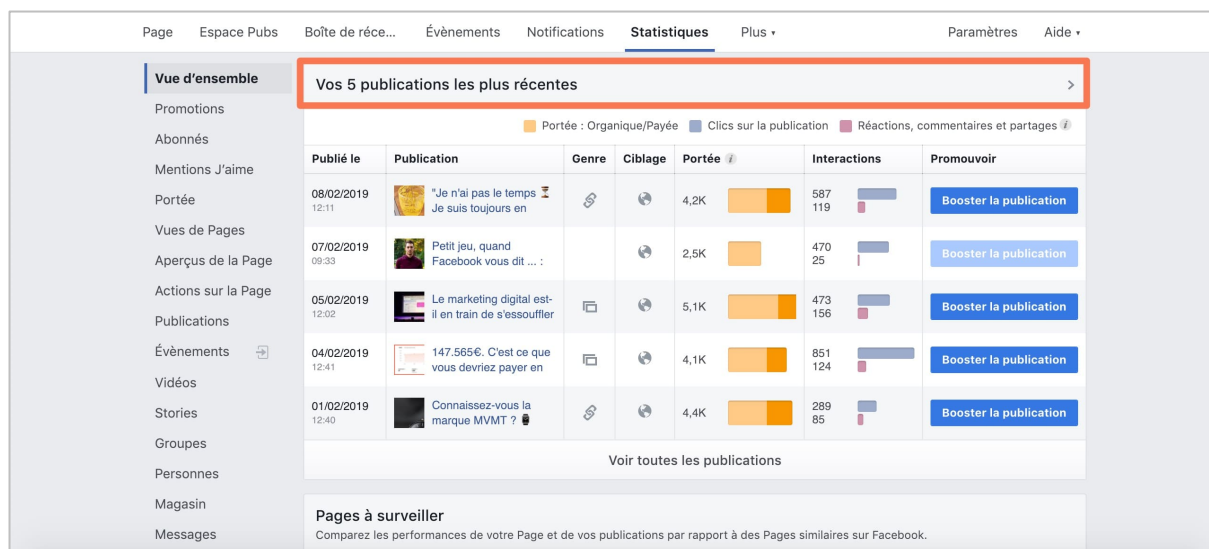 Page Espace Pubs Boîte de réce... Évènements Notifications Statistiques Plus Paramètres Aide
Vue d'ensemble
Promotions
Abonnés
Mentions J'aime
Portée
Vues de Pages
Aperçus de la Page
Actions sur la Page
Publications
Évènements
Vidéos
Stories
Groupes
Personnes
Magasin
Messages
Vos 5 publications les plus récentes
Portée : Organique/Payée Clics sur la publication Réactions, commentaires et partages i
Publié le Publication Genre Ciblage Portée i Interactions Promouvoir
08/02/2019 "Je n'ai pas le temps ⏳ 4,2K 587 Booster la publication
12:11 Je suis toujours en 119
07/02/2019 Petit jeu, quand 2,5K 470 Booster la publication
09:33 Facebook vous dit ... : 25
05/02/2019 Le marketing digital est- 5,1K 473 Booster la publication
12:02 il en train de s'essouffler 156
04/02/2019 147.565€. C'est ce que 4,1K 851 Booster la publication
12:41 vous devriez payer en 124
01/02/2019 Connaissez-vous la 4,4K 289 Booster la publication
12:40 marque MVMT ? ⌚ 85
Voir toutes les publications
Pages à surveiller
Comparez les performances de votre Page et de vos publications par rapport à des Pages similaires sur Facebook.